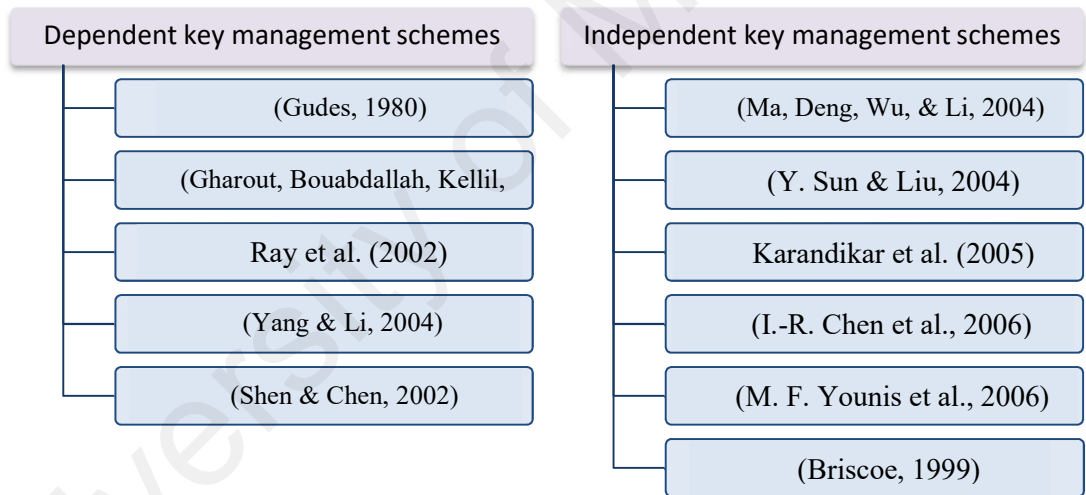 Dependent key management schemes
(Gudes, 1980)
(Gharout, Bouabdallah, Kellil,
Ray et al. (2002)
(Yang & Li, 2004)
(Shen & Chen, 2002)
Independent key management schemes
(Ma, Deng, Wu, & Li, 2004)
(Y. Sun & Liu, 2004)
Karandikar et al. (2005)
(I.-R. Chen et al., 2006)
(M. F. Younis et al., 2006)
(Briscoe, 1999)
of M